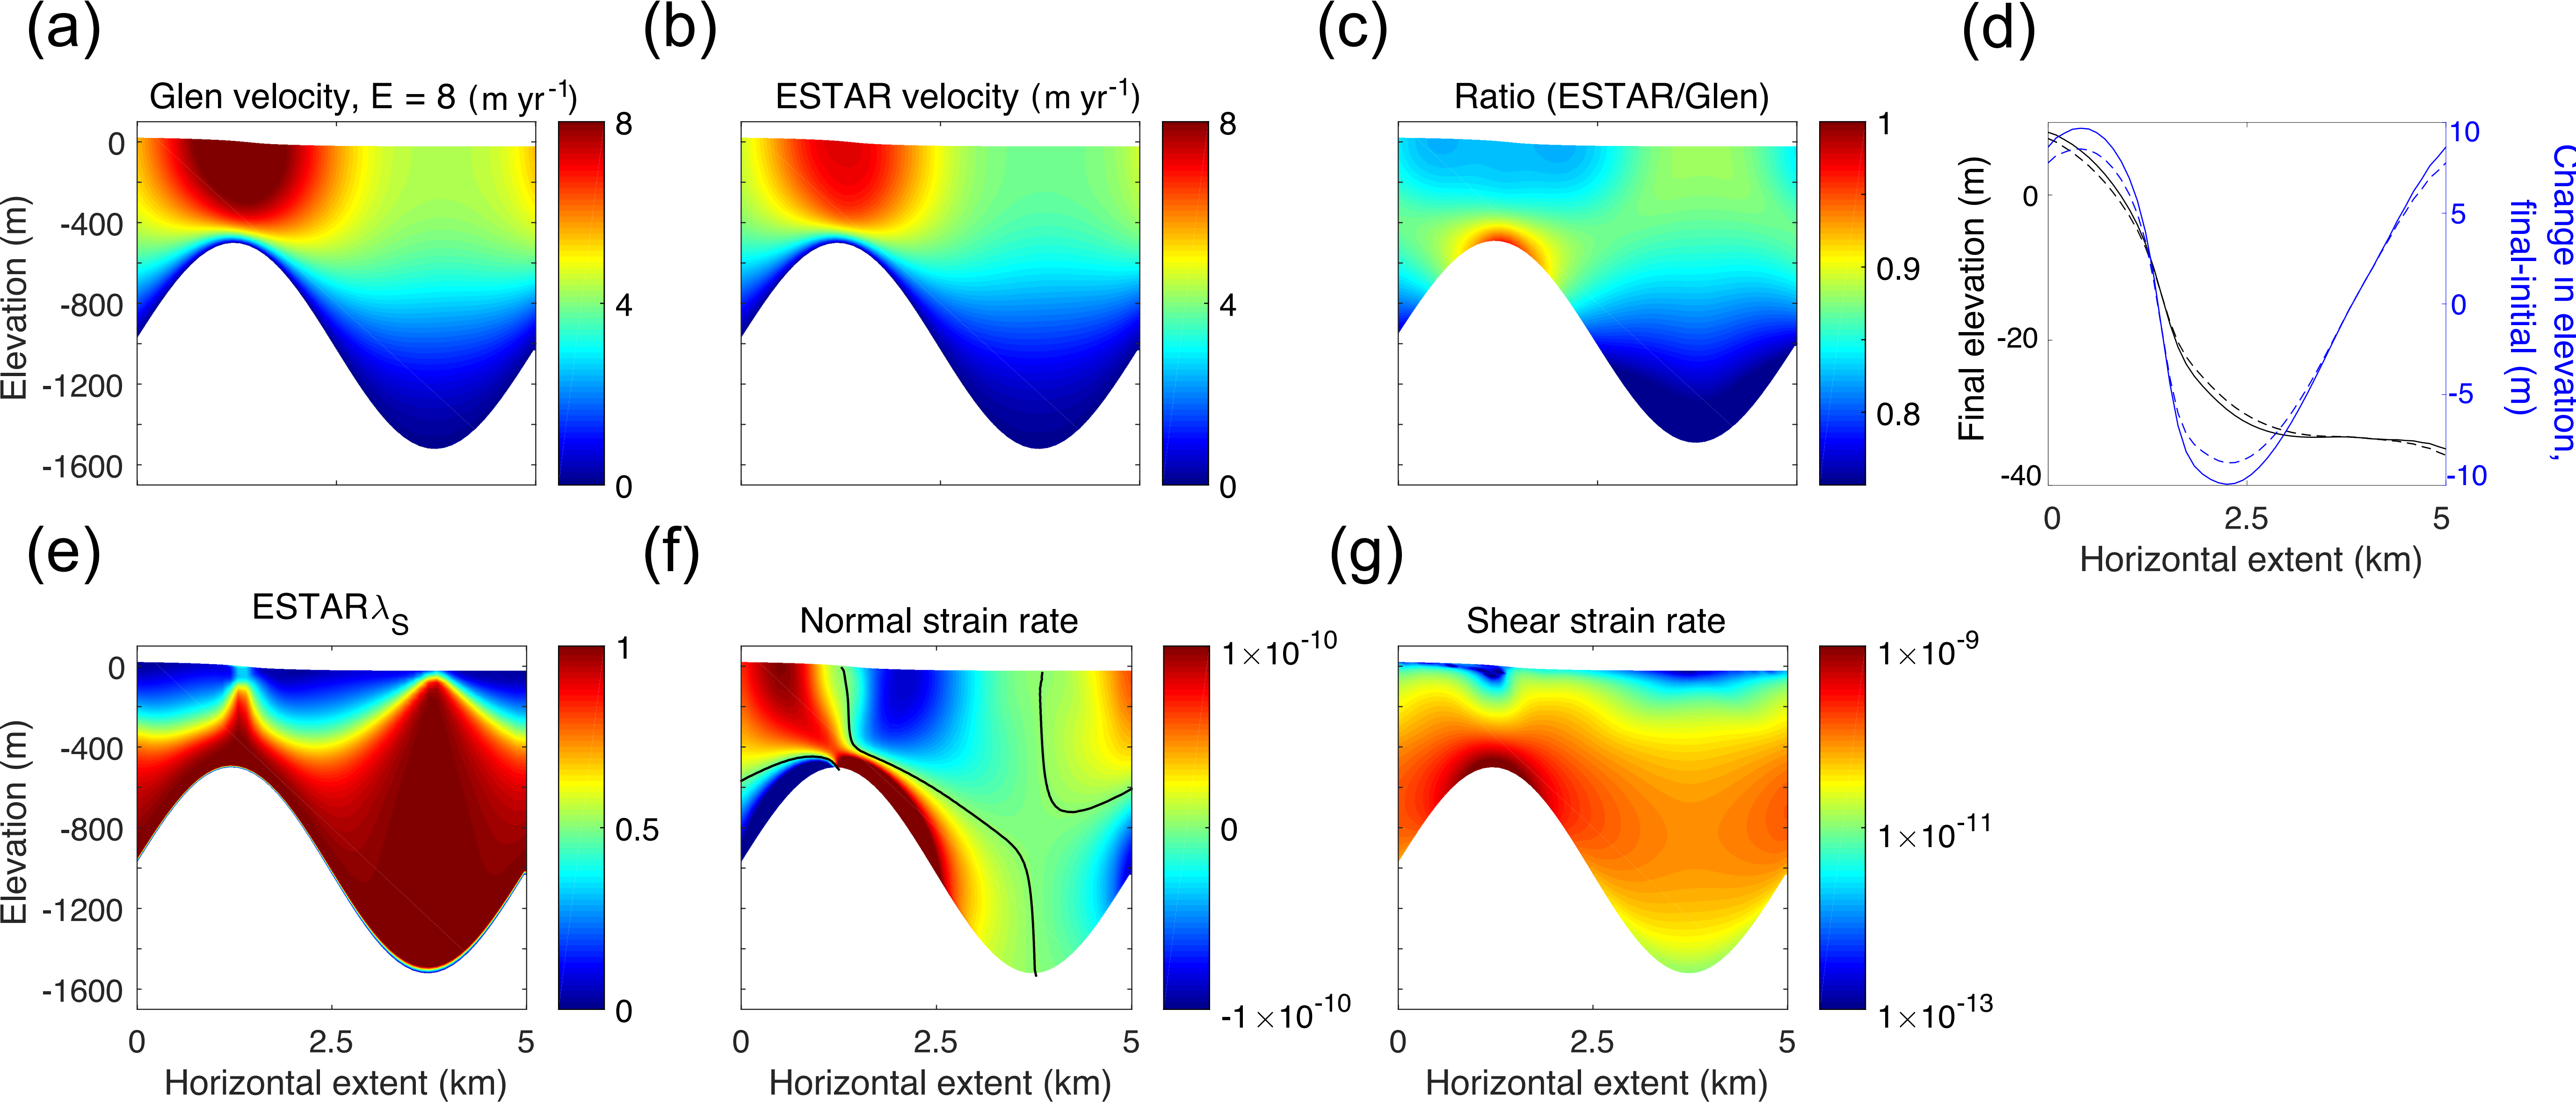 (a)
Glen velocity, E = 8 (m yr-1)
Elevation (m)
0
-400
-800
-1200
-1600
8
4
0
(b)
ESTAR velocity (m yr-1)
8
4
0
(c)
Ratio (ESTAR/Glen)
1
0.9
0.8
(d)
Final elevation (m)
0
-20
-40
10
5
0
-5
-10
Change in elevation,
final-initial (m)
0
2.5
5
Horizontal extent (km)
(e)
ESTAR λS
Elevation (m)
0
-400
-800
-1200
-1600
1
0.5
0
0
2.5
5
Horizontal extent (km)
(f)
Normal strain rate
1×10-10
0
-1×10-10
0
2.5
5
Horizontal extent (km)
(g)
Shear strain rate
1×10-9
1×10-11
1×10-13
0
2.5
5
Horizontal extent (km)